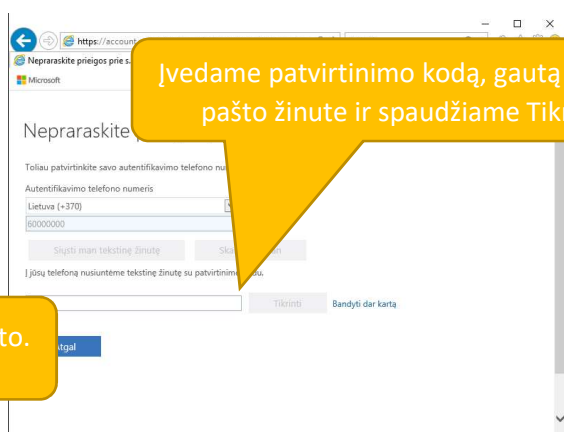 https://account.
Nepraraskite prieigos prie s
Microsoft
Įvedame patvirtinimo kodą, gautą
pašto žinute ir spaudžiame Tikr
Nepraraskite
Toliau patvirtinkite savo autentifikavimo telefono nu
Autentifikavimo telefono numeris
Lietuva (+370)
60000000
Siųsti man tekstinę žinutę
Ska
Į jūsų telefoną nusiuntėme tekstinę žinutę su patvirtinimo
Tikrinti Bandyti dar kartą
to.
Atgal